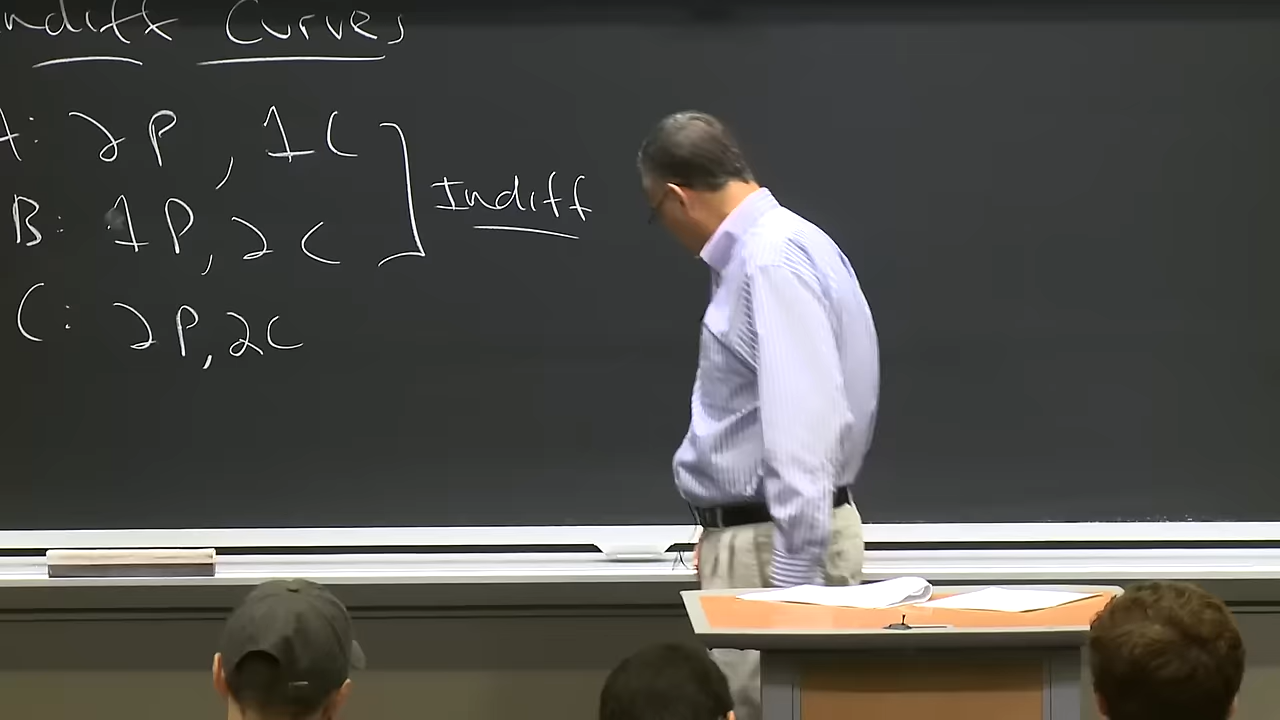 ndiff Curves
A: 2P, 1C
B: 1P, 2C
Indiff
C: 2P, 2C